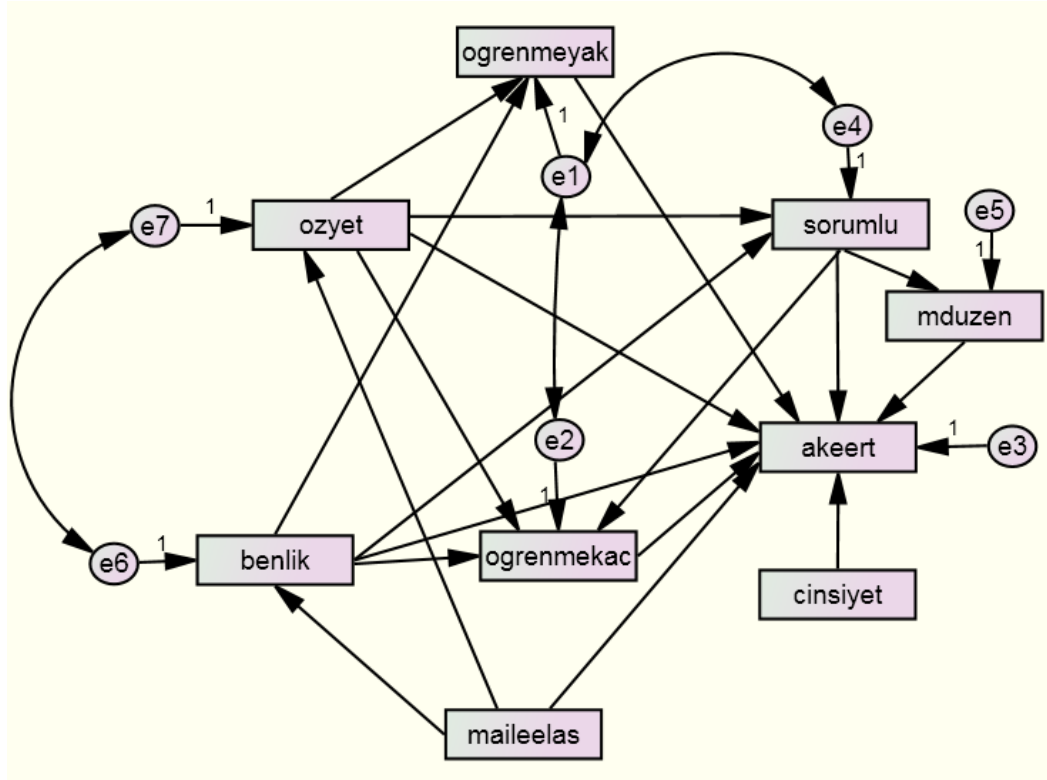 ogrenmeyak
1
e4
e1
1
e7
1
ozyet
sorumlu
e5
1
mduzen
e2
akeert
1
e3
1
e6
1
benlik
ogrenmekac
cinsiyet
maileelas